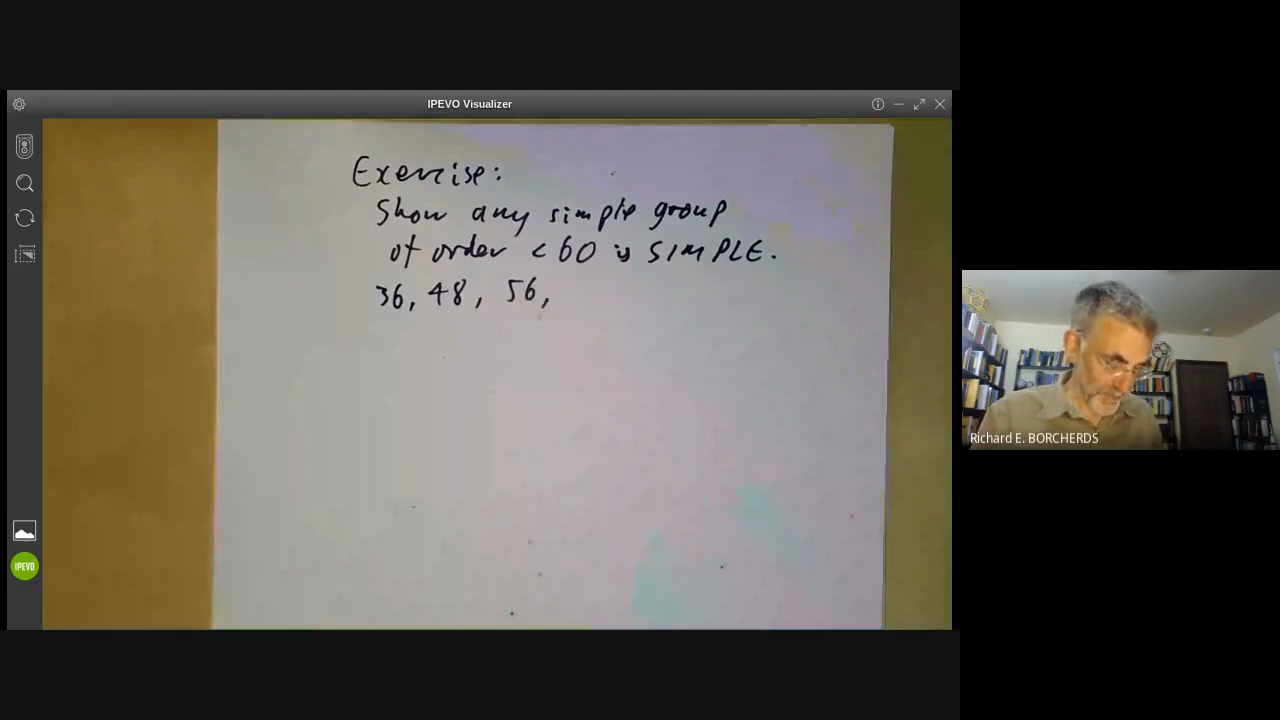 IPEVO Visualizer
Exercise:
Show any simple group
of order < 60 is SIMPLE.
36, 48, 56,
IPEVO
Richard E. BORCHERDS